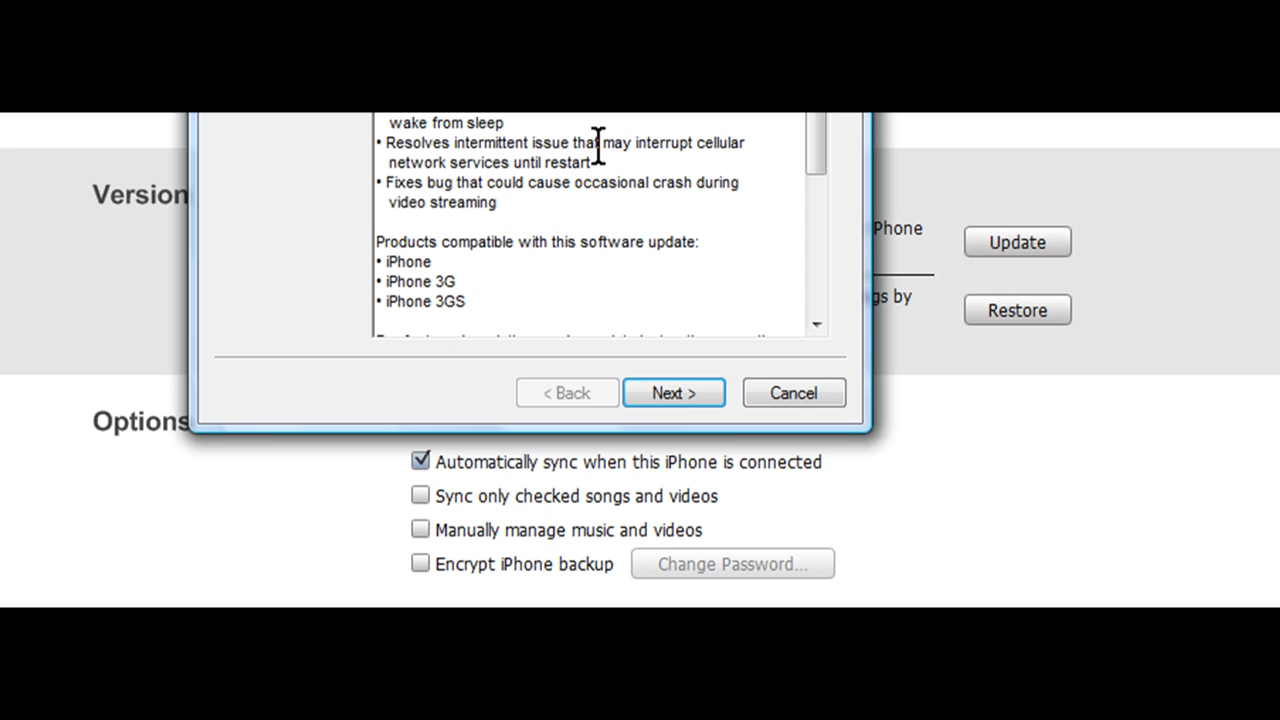 wake from sleep
• Resolves intermittent issue that may interrupt cellular
network services until restart
• Fixes bug that could cause occasional crash during
video streaming
Version
Products compatible with this software update:
Phone
Update
• iPhone
• iPhone 3G
• iPhone 3GS
gs by
Restore
< Back
Next >
Cancel
Options
Automatically sync when this iPhone is connected
Sync only checked songs and videos
Manually manage music and videos
Encrypt iPhone backup
Change Password...